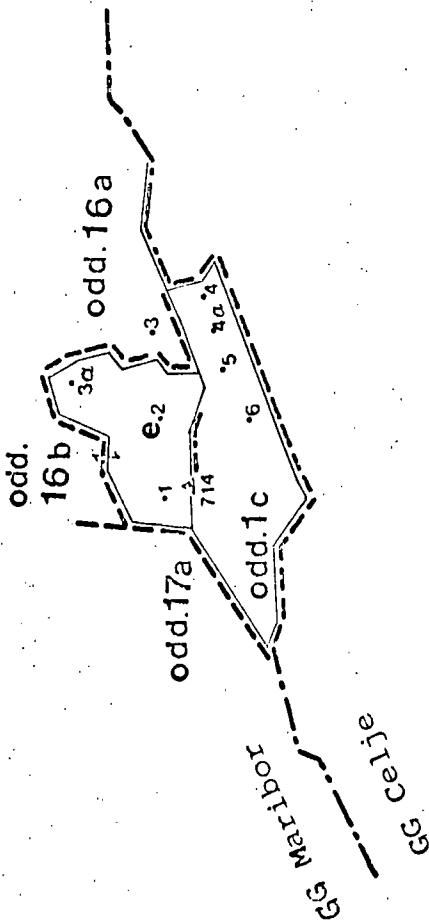 odd. 16a
odd.
16b
3a
3
4
4a
e.2
5
1
714
6
odd.17a
odd.1c
GG Maribor
GG Celje